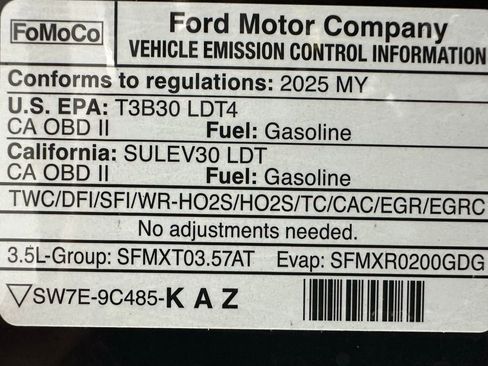 FoMoCo
Ford Motor Company
VEHICLE EMISSION CONTROL INFORMATION
Conforms to regulations: 2025 MY
U.S. EPA: T3B30 LDT4
CA OBD II Fuel: Gasoline
California: SULEV30 LDT
CA OBD II Fuel: Gasoline
TWC/DFI/SFI/WR-HO2S/HO2S/TC/CAC/EGR/EGRC
No adjustments needed.
3.5L-Group: SFMXT03.57AT Evap: SFMXR0200GDG
▽SW7E-9C485-KAZ